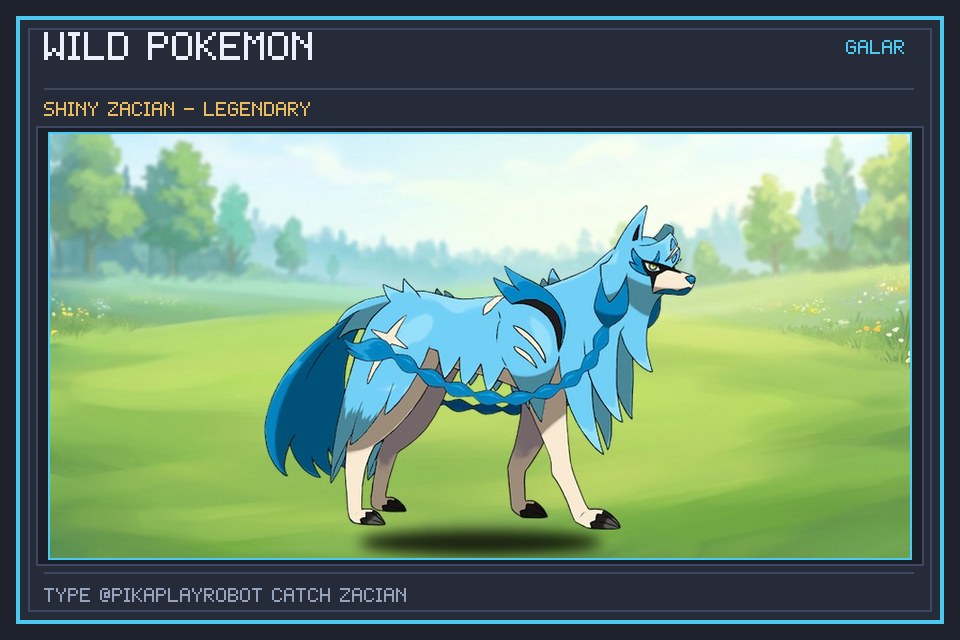 WILD POKEMON
GALAR
SHINY ZACIAN - LEGENDARY
TYPE @PIKAPLAYROBOT CATCH ZACIAN